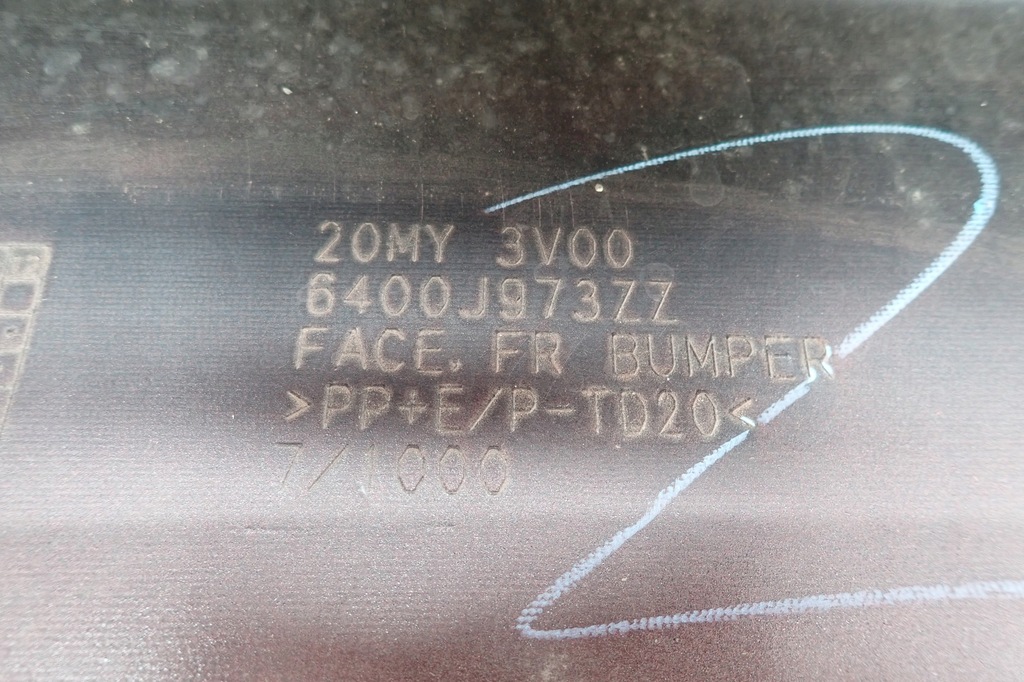 20MY 3V00
6400J973ZZ
FACE, FR BUMPER
>PP+E/P-TD20<
7/1000